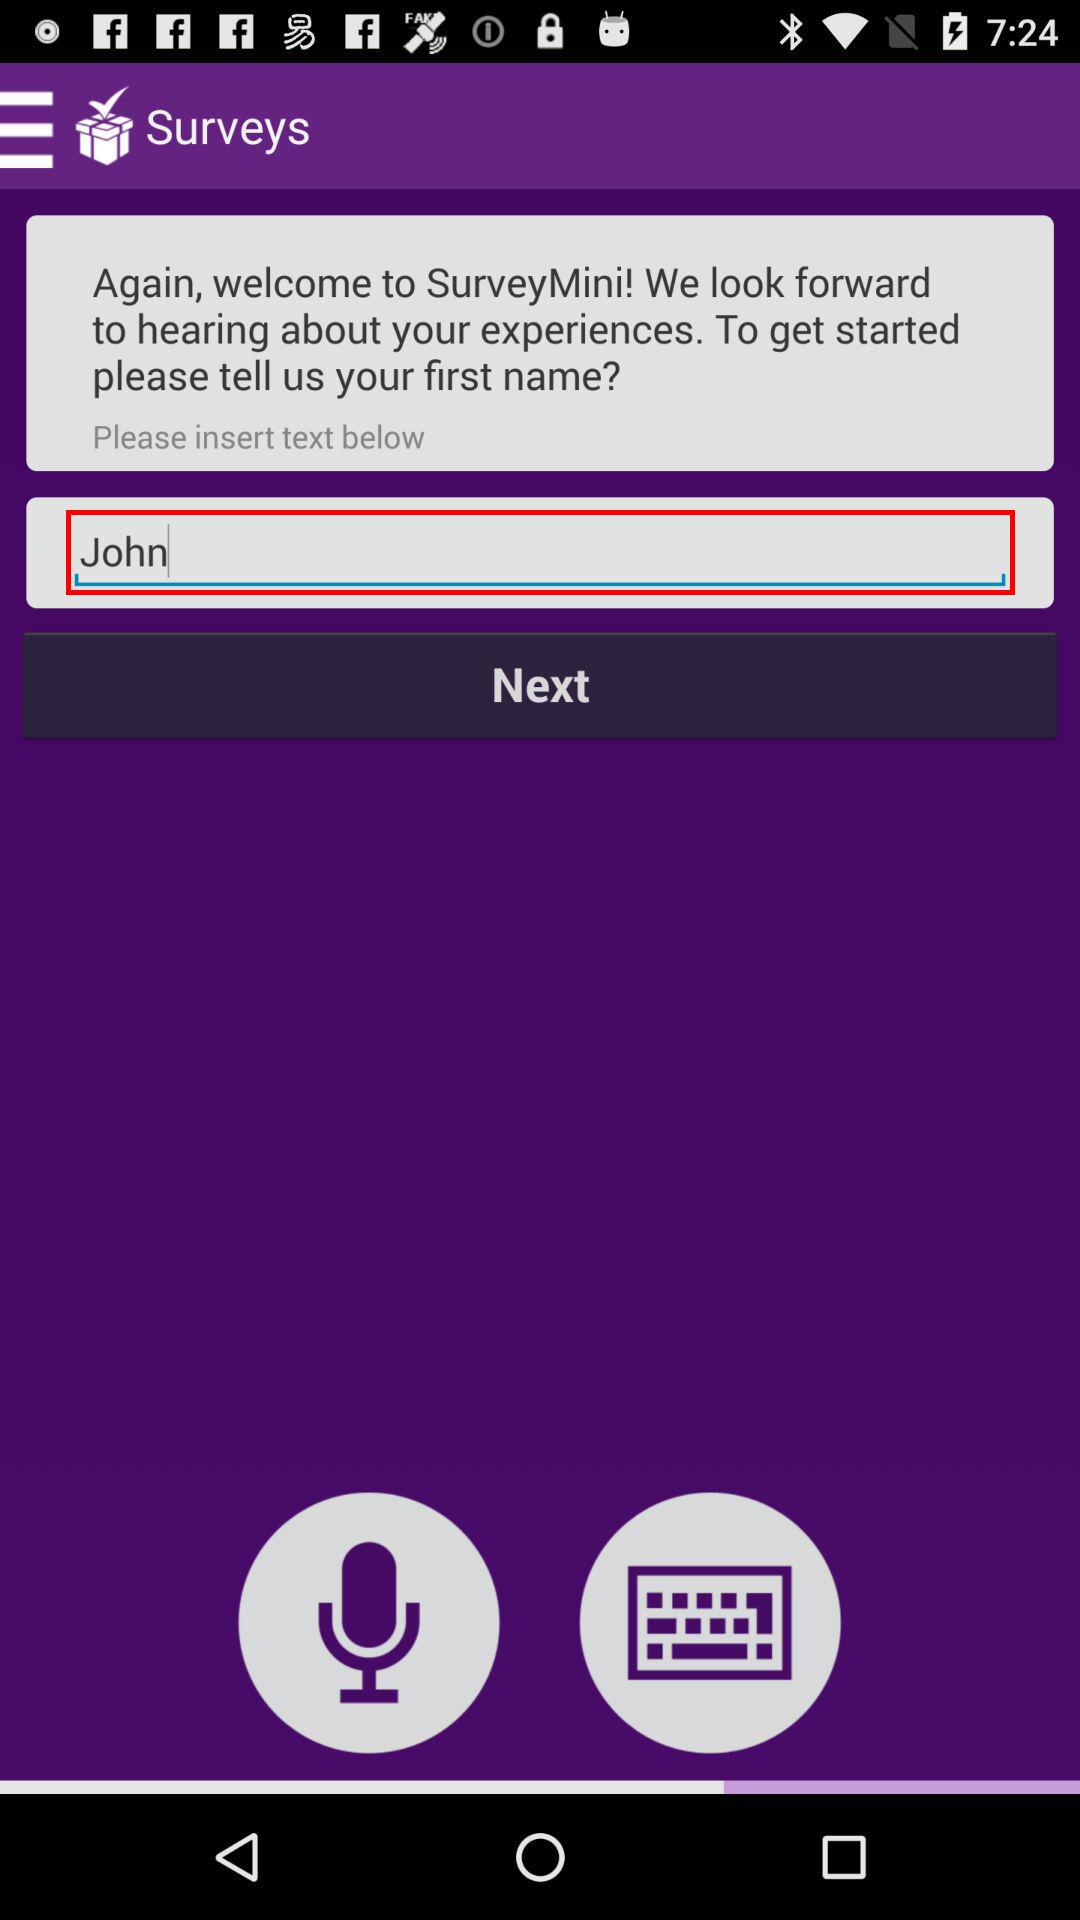 FAKE
7:24
Surveys
Again, welcome to SurveyMini! We look forward
to hearing about your experiences. To get started
please tell us your first name?
Please insert text below
John
Next